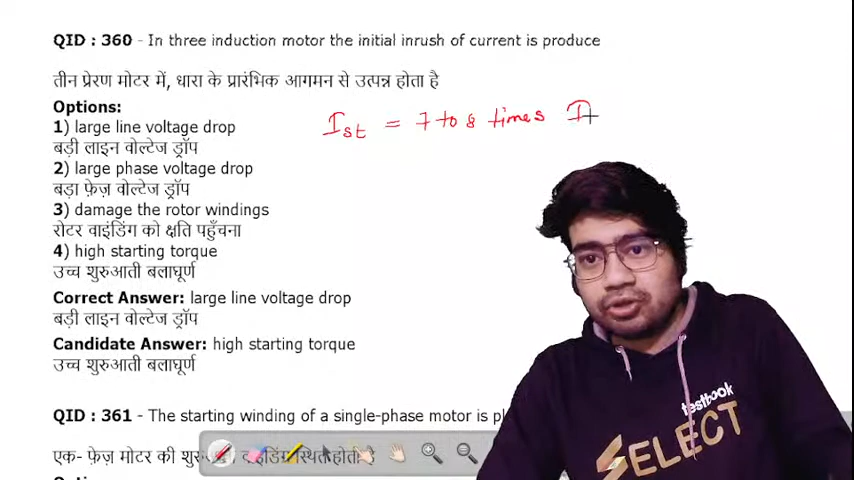 QID : 360 - In three induction motor the initial inrush of current is produce
तीन प्रेरण मोटर में, धारा के प्रारंभिक आगमन से उत्पन्न होता है
Options:
1) large line voltage drop
बड़ी लाइन वोल्टेज ड्रॉप
2) large phase voltage drop
बड़ा फ़ेज़ वोल्टेज ड्रॉप
3) damage the rotor windings
रोटर वाइंडिंग को क्षति पहुँचना
4) high starting torque
उच्च शुरुआती बलाघूर्ण
Ist = 7 to 8 times I
Correct Answer: large line voltage drop
बड़ी लाइन वोल्टेज ड्रॉप
Candidate Answer: high starting torque
उच्च शुरुआती बलाघूर्ण
QID : 361 - The starting winding of a single-phase motor is
एक- फ़ेज़ मोटर की
testbook
SELECT